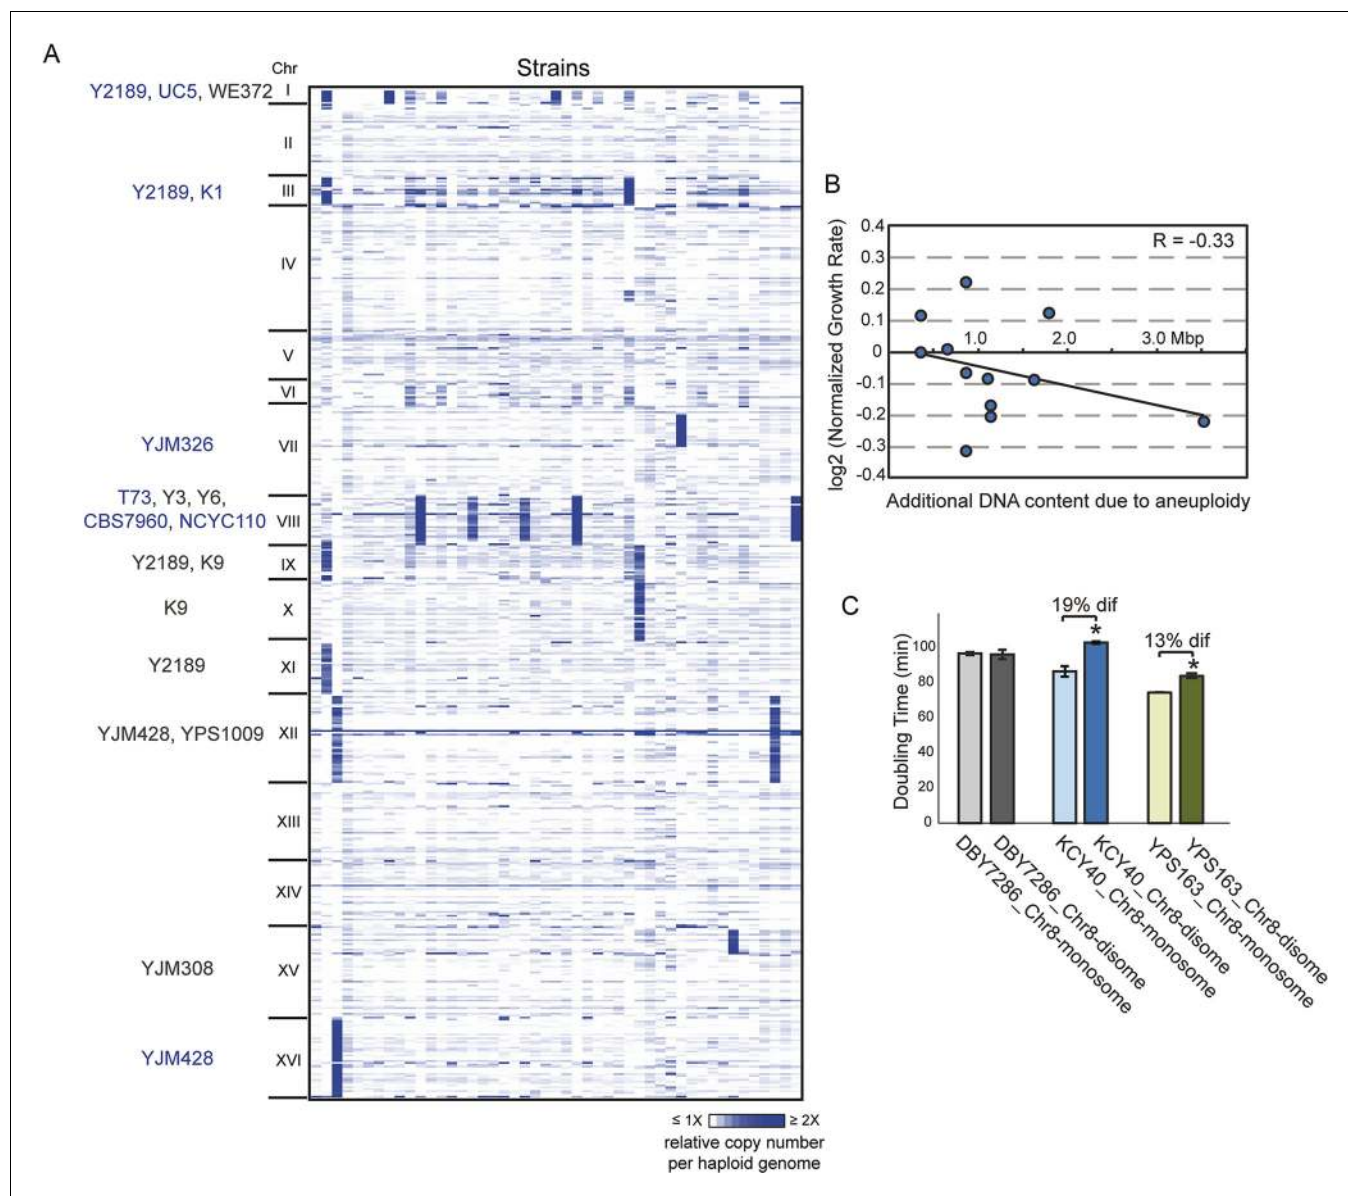 A
Chr
Strains
Y2189, UC5, WE372
I
II
Y2189, K1
III
IV
V
VI
YJM326
VII
T73, Y3, Y6,
CBS7960, NCYC110
VIII
Y2189, K9
IX
K9
X
Y2189
XI
YJM428, YPS1009
XII
XIII
XIV
YJM308
XV
YJM428
XVI
≤ 1X
≥ 2X
relative copy number
per haploid genome
B
log2 (Normalized Growth Rate)
0.4
0.3
0.2
0.1
0
-0.1
-0.2
-0.3
-0.4
R = -0.33
1.0
2.0
3.0 Mbp
Additional DNA content due to aneuploidy
C
Doubling Time (min)
100
80
60
40
20
0
19% dif
*
13% dif
*
DBY7286_Chr8-monosome
DBY7286_Chr8-disome
KCY40_Chr8-monosome
KCY40_Chr8-disome
YPS163_Chr8-monosome
YPS163_Chr8-disome